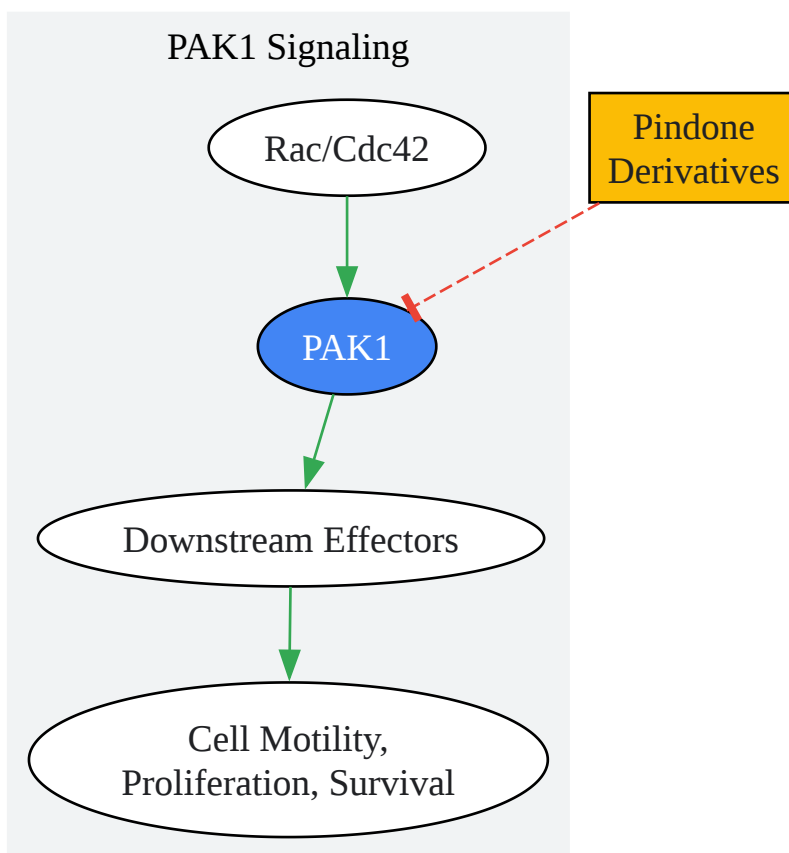 PAK1 Signaling
Rac/Cdc42
Pindone
Derivatives
PAK1
Downstream Effectors
Cell Motility,
Proliferation, Survival